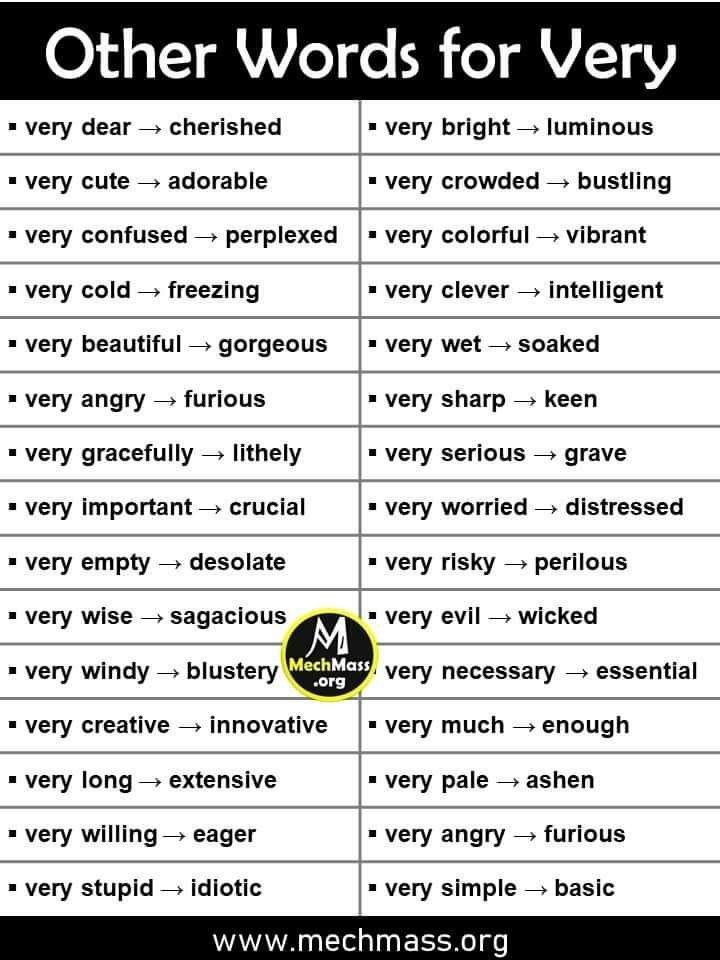 Other Words for Very
▪ very dear → cherished
▪ very bright → luminous
▪ very cute → adorable
▪ very crowded → bustling
▪ very confused → perplexed
▪ very colorful → vibrant
▪ very cold → freezing
▪ very clever → intelligent
▪ very beautiful → gorgeous
▪ very wet → soaked
▪ very angry → furious
▪ very sharp → keen
▪ very gracefully → lithely
▪ very serious → grave
▪ very important → crucial
▪ very worried → distressed
▪ very empty → desolate
▪ very risky → perilous
▪ very wise → sagacious
▪ very evil → wicked
▪ very windy → blustery
▪ very necessary → essential
▪ very creative → innovative
▪ very much → enough
▪ very long → extensive
▪ very pale → ashen
▪ very willing → eager
▪ very angry → furious
▪ very stupid → idiotic
▪ very simple → basic
M
MechMass
.org
www.mechmass.org